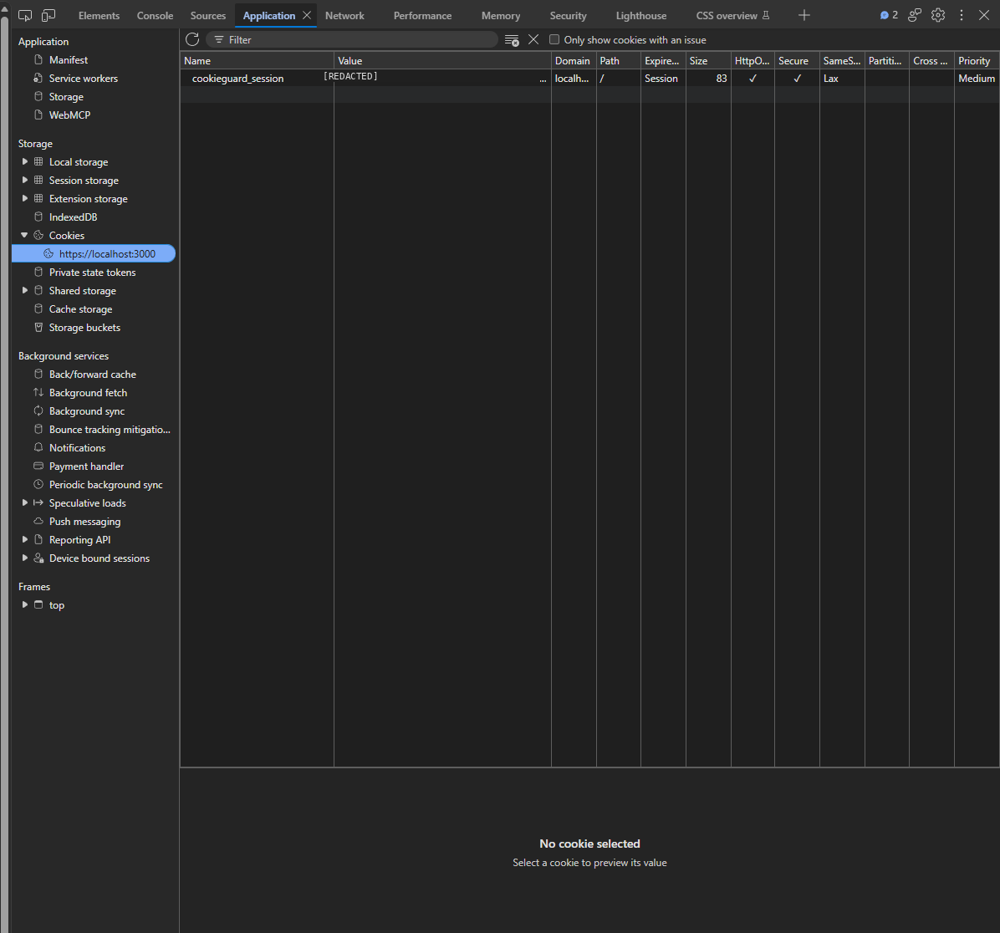 Elements Console Sources Application Network Performance Memory Security Lighthouse CSS overview 2
Application
Manifest
Service workers
Storage
WebMCP
Storage
Local storage
Session storage
Extension storage
IndexedDB
Cookies
https://localhost:3000
Private state tokens
Shared storage
Cache storage
Storage buckets
Background services
Back/forward cache
Background fetch
Background sync
Bounce tracking mitigatio...
Notifications
Payment handler
Periodic background sync
Speculative loads
Push messaging
Reporting API
Device bound sessions
Frames
top
Filter Only show cookies with an issue
Name Value Domain Path Expire... Size HttpO... Secure SameS... Partiti... Cross ... Priority
cookieguard_session [REDACTED] ... localh... / Session 83 ✓ ✓ Lax Medium
No cookie selected
Select a cookie to preview its value